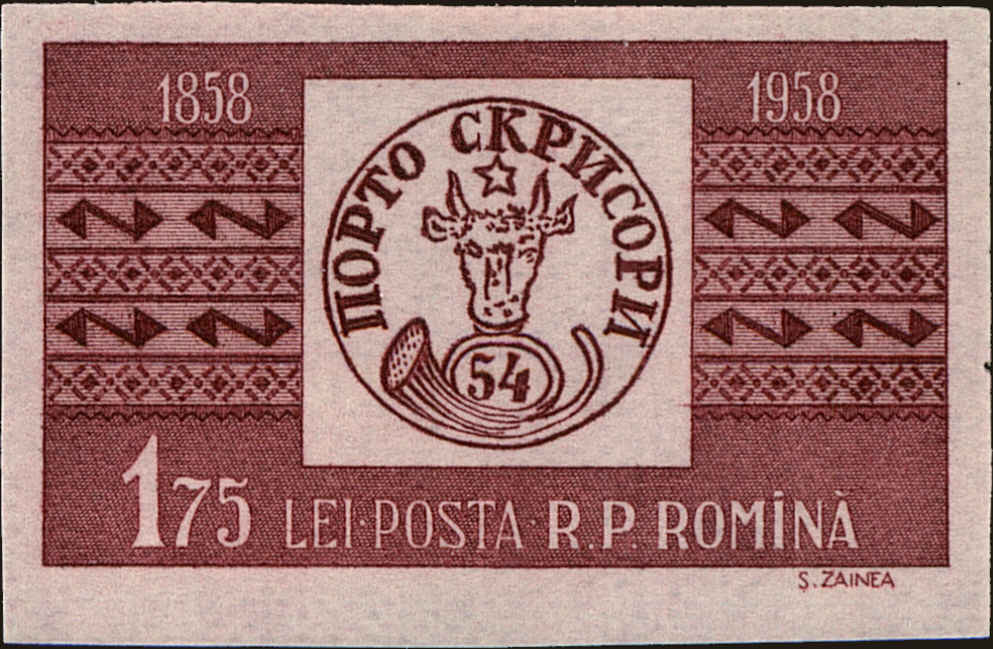 1858
1958
ПОРТО СКРИСОРИ
54
1 75 LEI·POSTA·R.P. ROMÎNĂ
Ș. ZAINEA